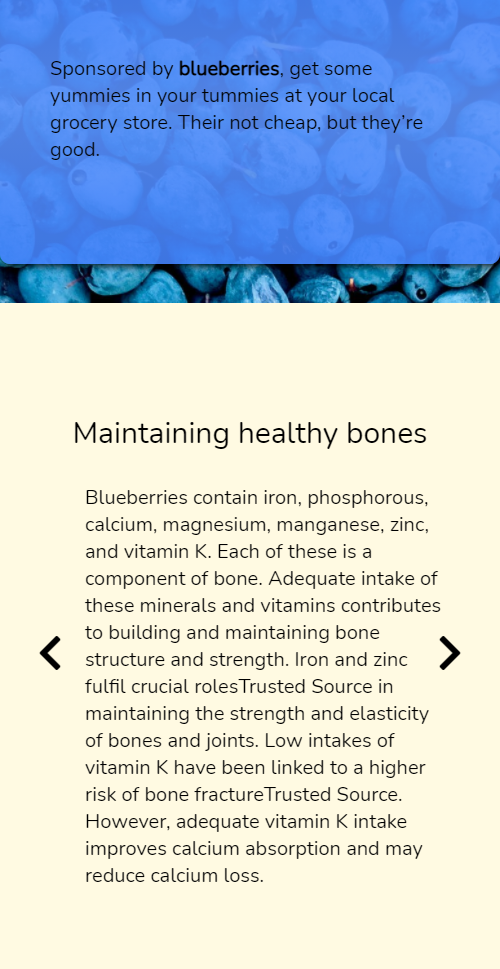 Sponsored by blueberries, get some
yummies in your tummies at your local
grocery store. Their not cheap, but they're
good.
Maintaining healthy bones
Blueberries contain iron, phosphorous,
calcium, magnesium, manganese, zinc,
and vitamin K. Each of these is a
component of bone. Adequate intake of
these minerals and vitamins contributes
to building and maintaining bone
structure and strength. Iron and zinc
fulfil crucial rolesTrusted Source in
maintaining the strength and elasticity
of bones and joints. Low intakes of
vitamin K have been linked to a higher
risk of bone fractureTrusted Source.
However, adequate vitamin K intake
improves calcium absorption and may
reduce calcium loss.